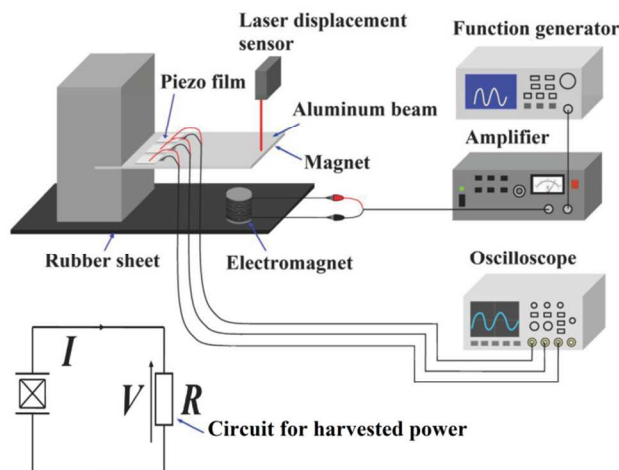 Laser displacement
sensor
Function generator
Piezo film
Aluminum beam
Amplifier
Magnet
Rubber sheet
Electromagnet
Oscilloscope
I
V
R
Circuit for harvested power